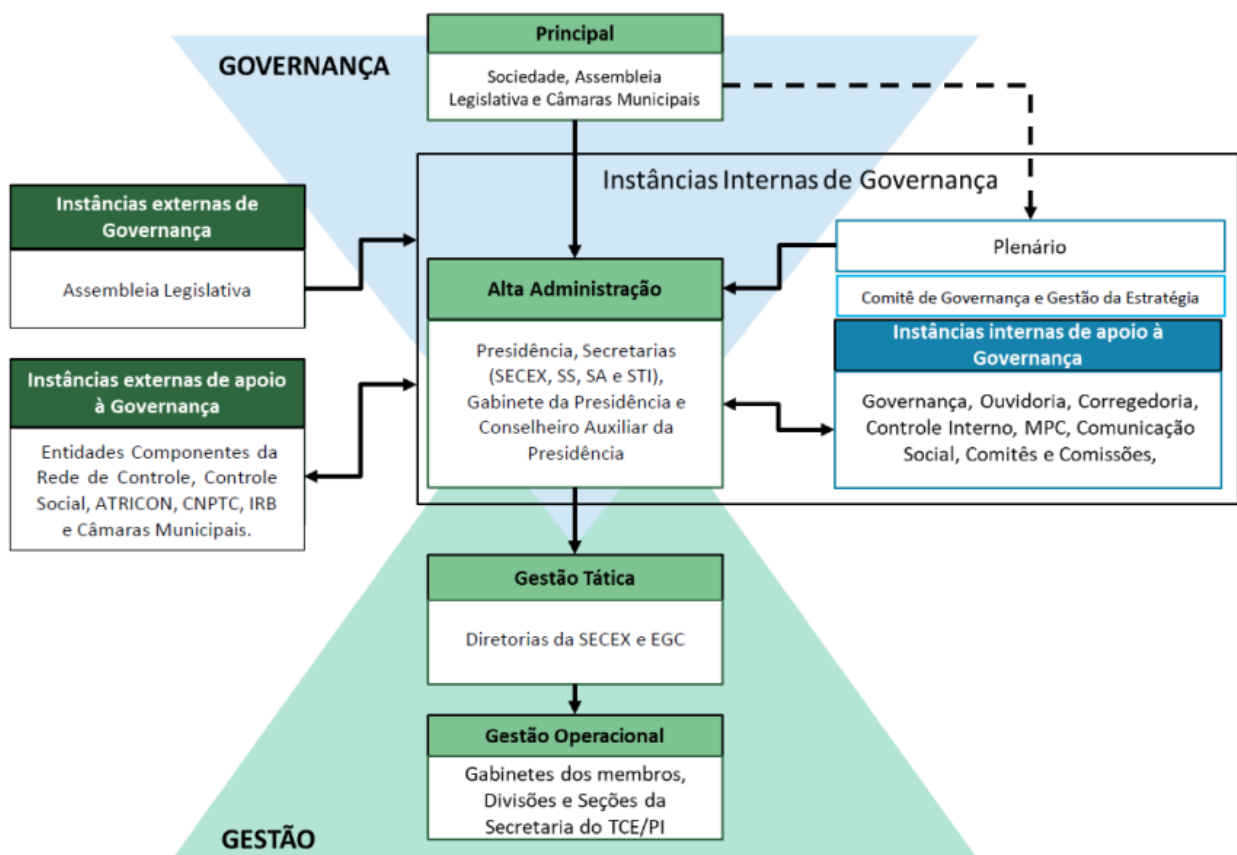 GOVERNANÇA
Principal
Sociedade, Assembleia
Legislativa e Câmaras Municipais
Instâncias Internas de Governança
Instâncias externas de
Governança
Assembleia Legislativa
Plenário
Comitê de Governança e Gestão da Estratégia
Alta Administração
Presidência, Secretarias
(SECEX, SS, SA e STI),
Gabinete da Presidência e
Conselheiro Auxiliar da
Presidência
Instâncias internas de apoio à
Governança
Governança, Ouvidoria, Corregedoria,
Controle Interno, MPC, Comunicação
Social, Comitês e Comissões,
Instâncias externas de apoio
à Governança
Entidades Componentes da
Rede de Controle, Controle
Social, ATRICON, CNPTC, IRB
e Câmaras Municipais.
Gestão Tática
Diretorias da SECEX e EGC
Gestão Operacional
Gabinetes dos membros,
Divisões e Seções da
Secretaria do TCE/PI
GESTÃO